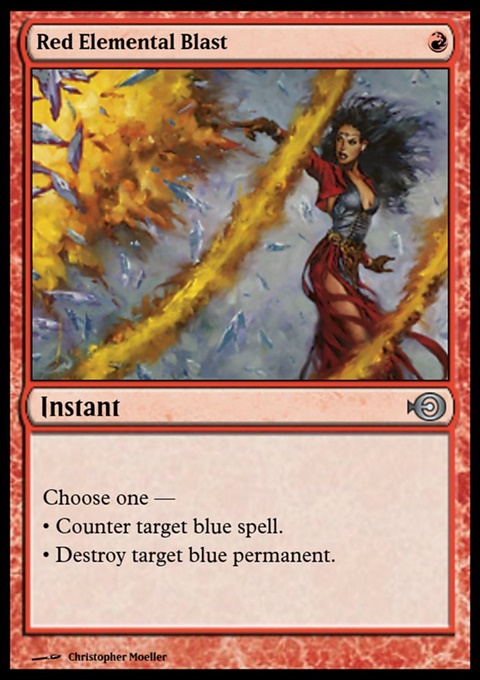 Red Elemental Blast
Instant
Choose one —
• Counter target blue spell.
• Destroy target blue permanent.
Christopher Moeller